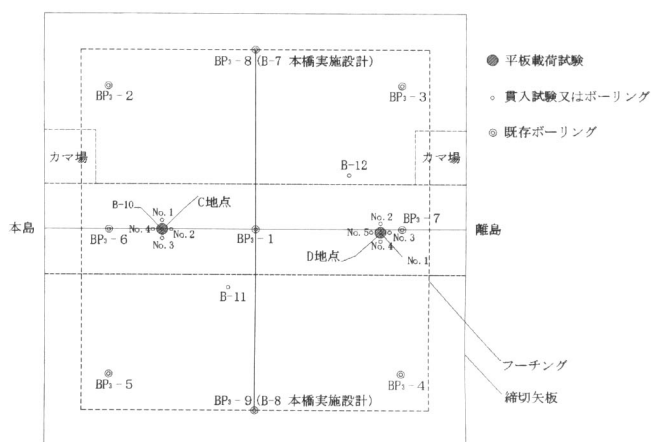 BP₃-8 (B-7 本橋実施設計)
平板載荷試験
BP₃-2
BP₃-3
貫入試験又はボーリング
既存ボーリング
カマ場
カマ場
B-12
B-10
No.1
C地点
No.2
BP₃-7
本島
No.4
No.2
No.5
No.3
離島
BP₃-6
No.3
BP₃-1
No.4
D地点
No.1
B-11
フーチング
BP₃-5
BP₃-4
締切矢板
BP₃-9 (B-8 本橋実施設計)